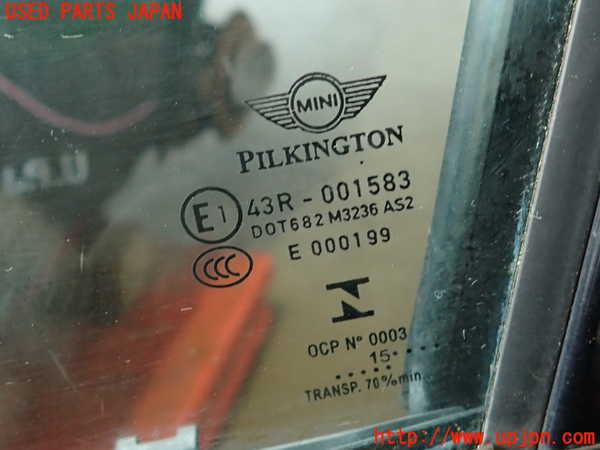 USED PARTS JAPAN
MINI
PILKINGTON
E1 43R - 001583
DOT682 M3236 AS2
CCC E 000199
OCP Nº 0003
15
TRANSP. 70% min.
http://www.upjpn.com/